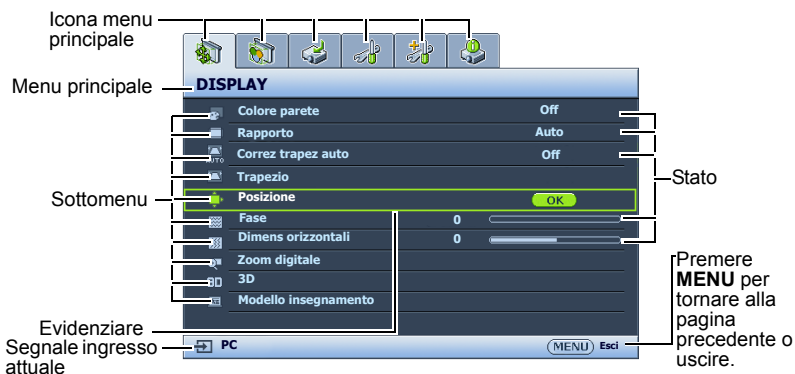 Icona menu
principale
Menu principale
DISPLAY
Colore parete Off
Rapporto Auto
AUTO
Correz trapez auto Off
Trapezio
Sottomenu
Posizione OK
Stato
Fase 0
Dimens orizzontali 0
Zoom digitale
3D 3D
Modello insegnamento
Evidenziare
Segnale ingresso
attuale
PC
MENU Esci
Premere
MENU per
tornare alla
pagina
precedente o
uscire.